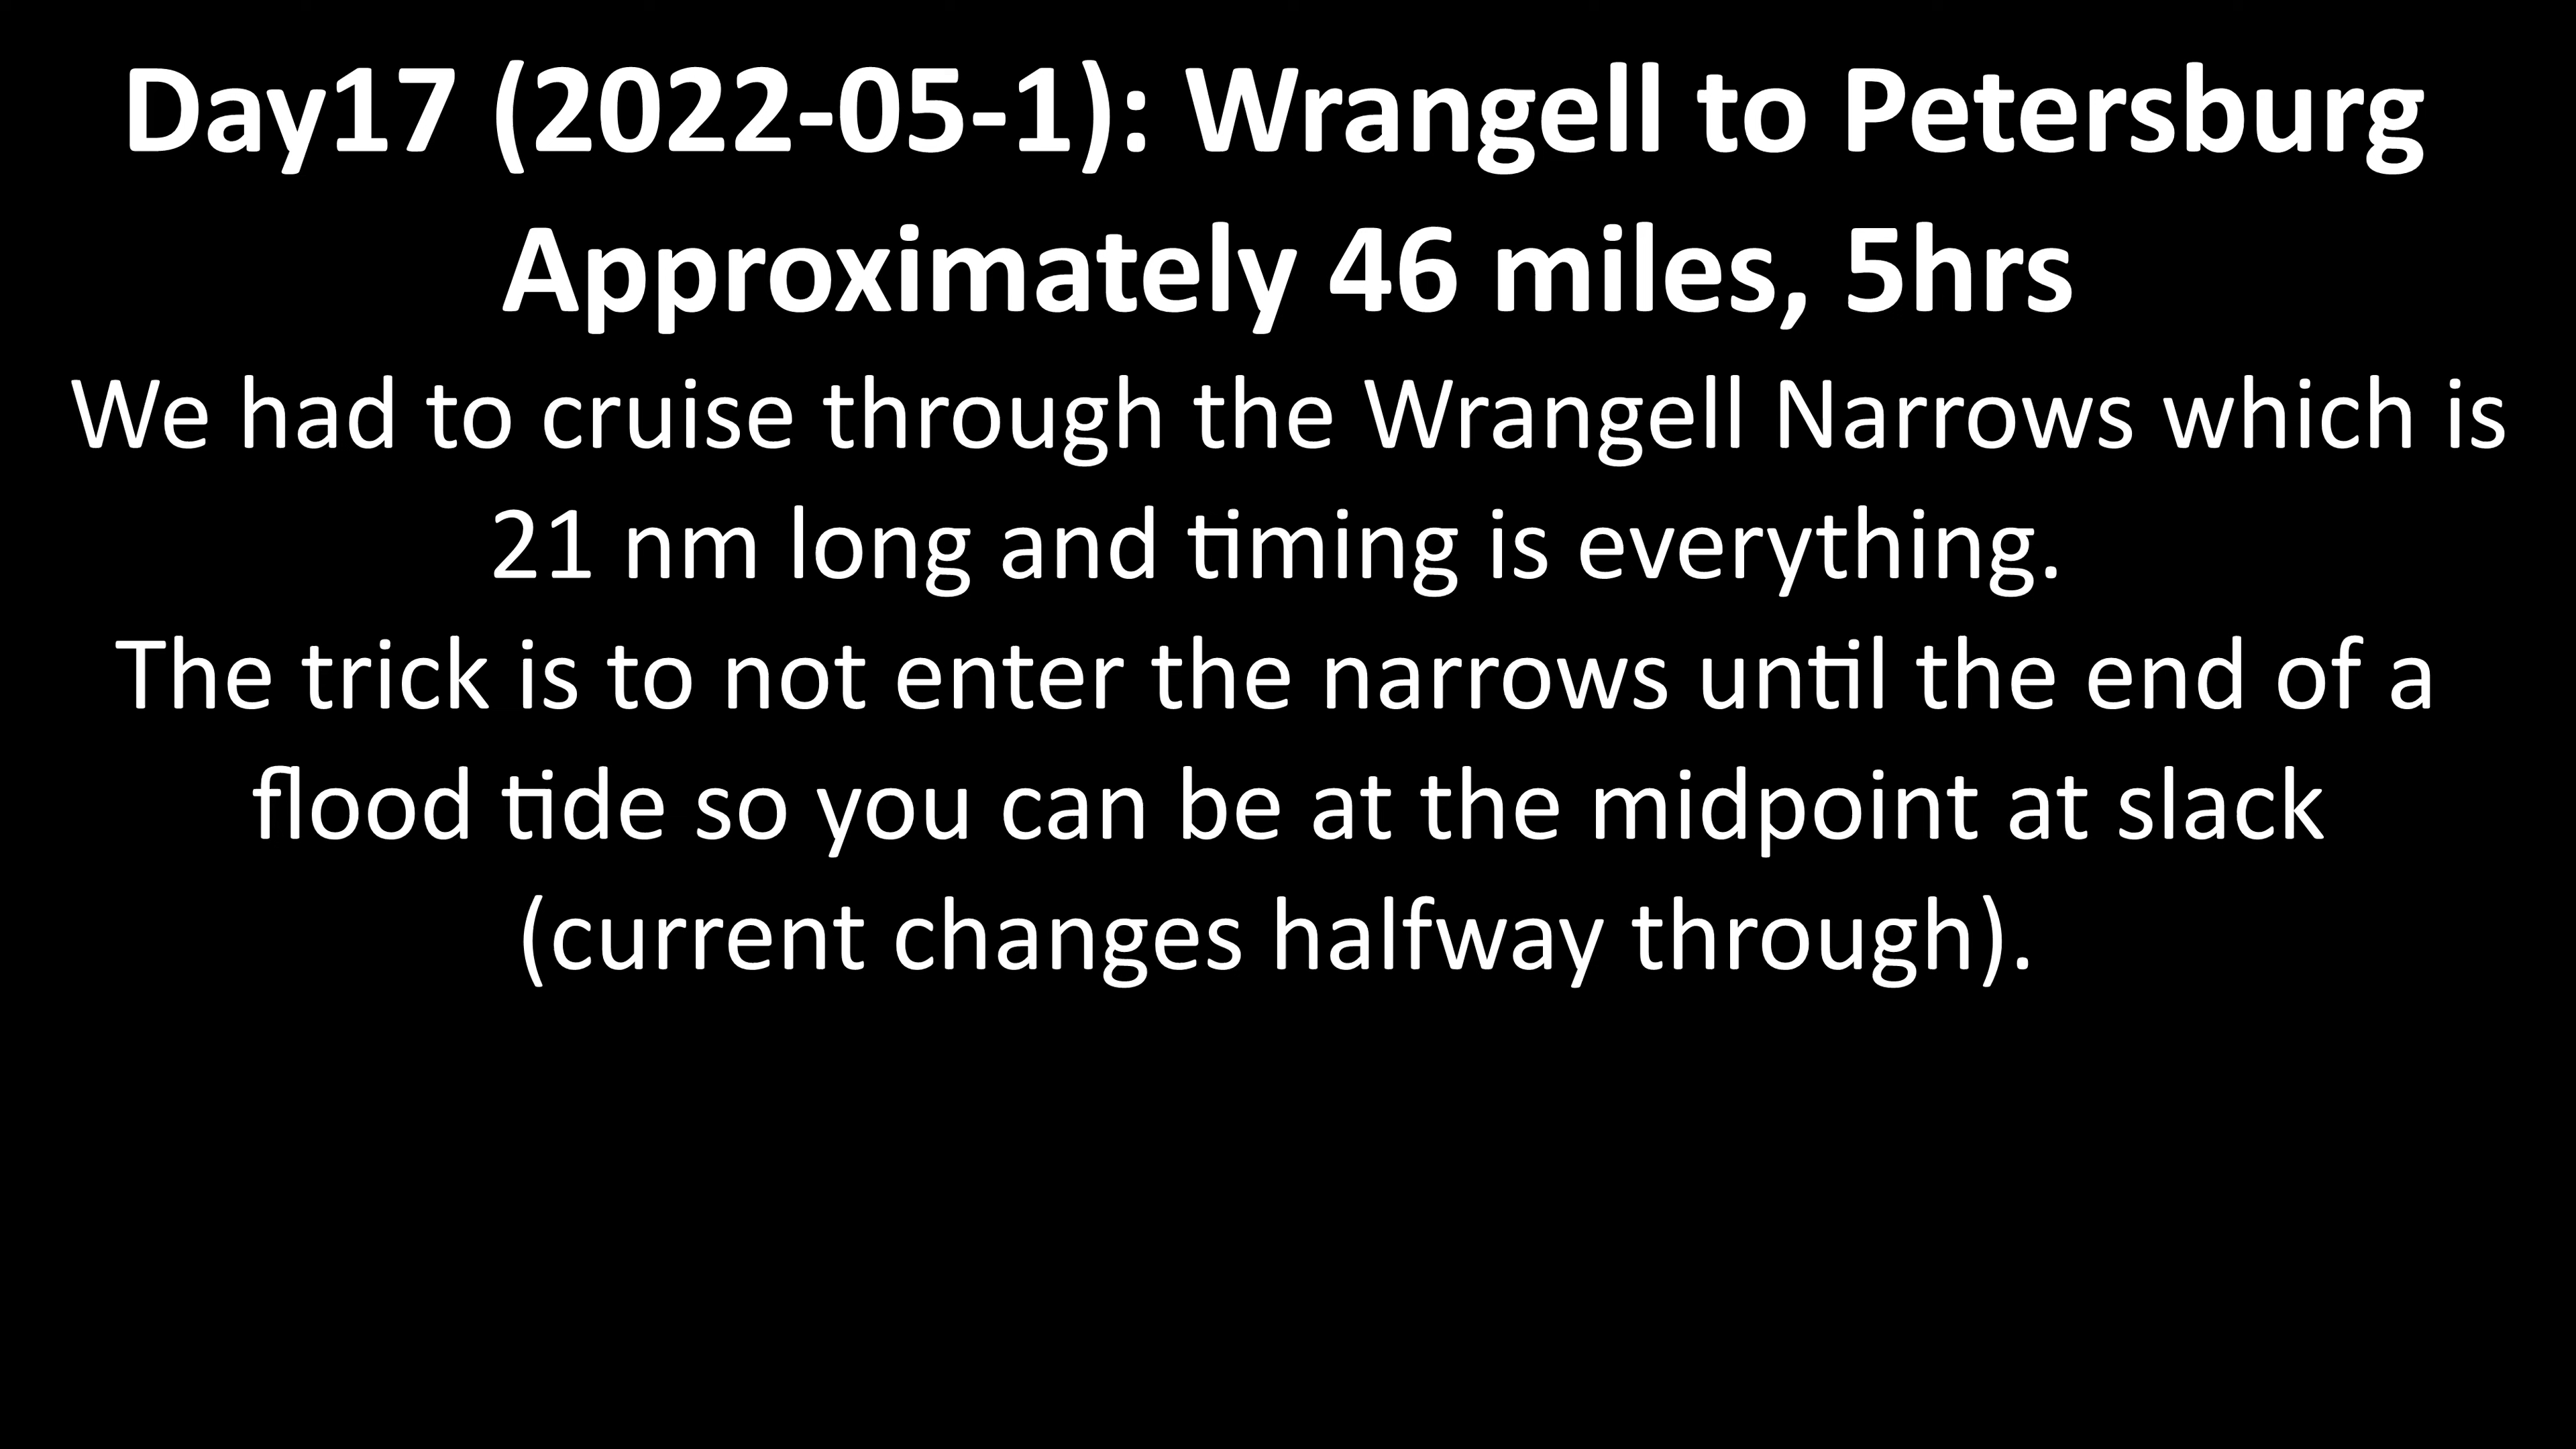 Day17 (2022-05-1): Wrangell to Petersburg
Approximately 46 miles, 5hrs
We had to cruise through the Wrangell Narrows which is
21 nm long and timing is everything.
The trick is to not enter the narrows until the end of a
flood tide so you can be at the midpoint at slack
(current changes halfway through).